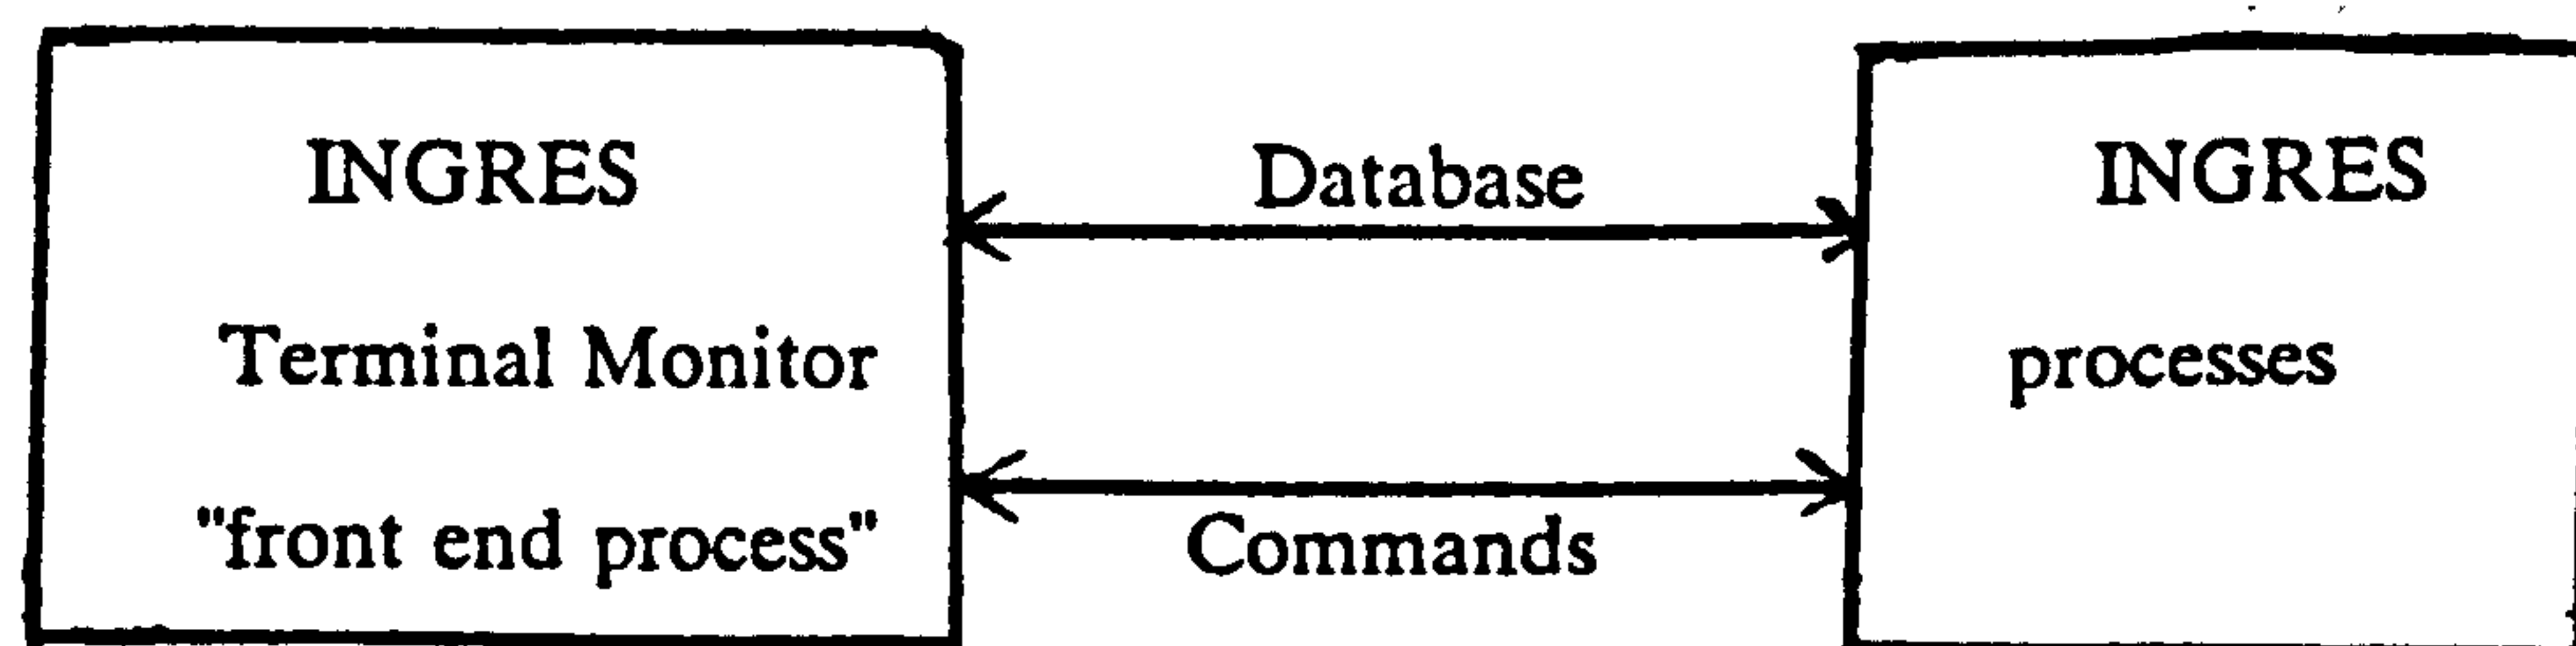 INGRES
Terminal Monitor
"front end process"
Database
Commands
INGRES
processes